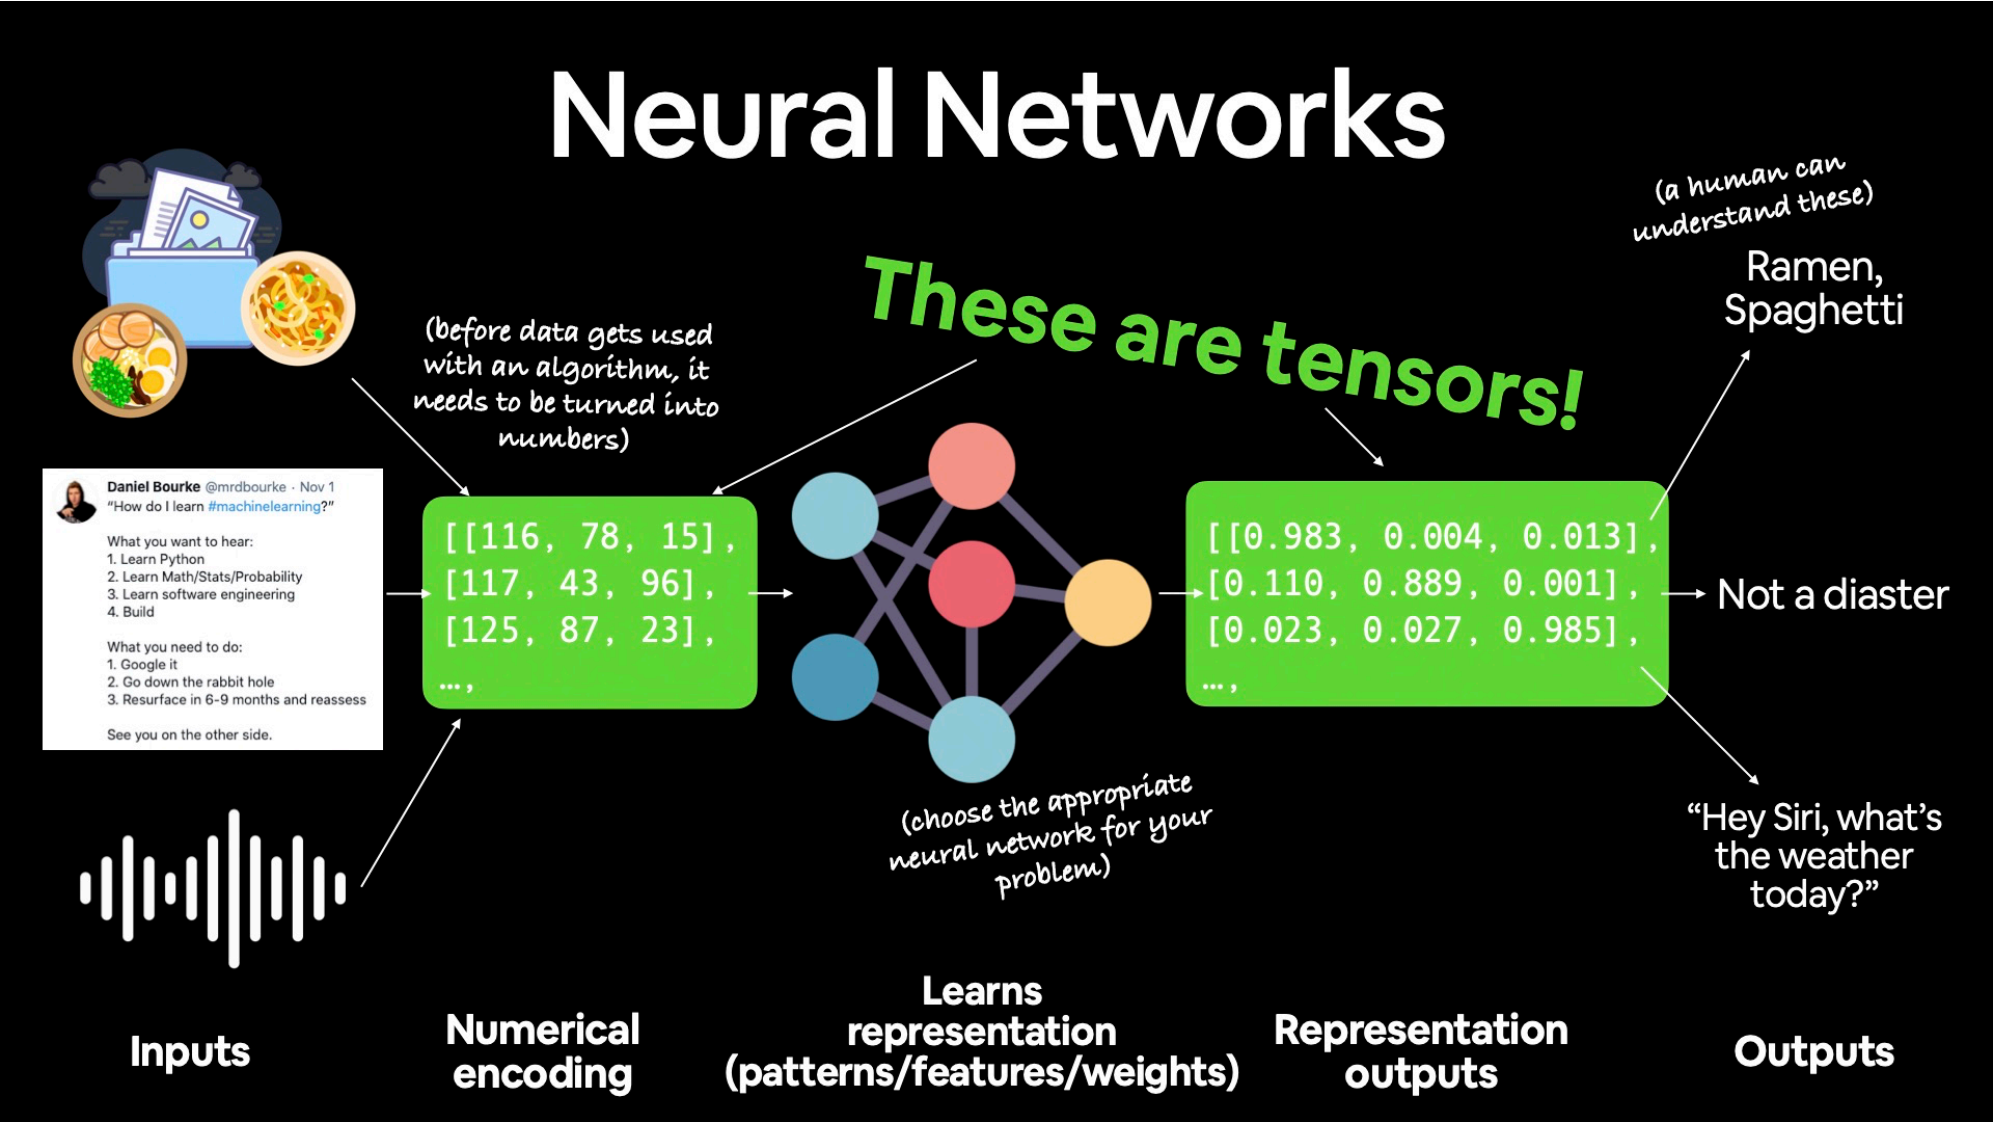 Neural Networks
(a human can
understand these)
Ramen,
Spaghetti
These are tensors!
(before data gets used
with an algorithm, it
needs to be turned into
numbers)
Daniel Bourke @mrdbourke · Nov 1
"How do I learn #machinelearning?"
What you want to hear:
1. Learn Python
2. Learn Math/Stats/Probability
3. Learn software engineering
4. Build
What you need to do:
1. Google it
2. Go down the rabbit hole
3. Resurface in 6-9 months and reassess
See you on the other side.
[[116, 78, 15],
[117, 43, 96],
[125, 87, 23],
…,
[[0.983, 0.004, 0.013],
[0.110, 0.889, 0.001],
[0.023, 0.027, 0.985],
…,
Not a diaster
(choose the appropriate
neural network for your
problem)
“Hey Siri, what’s
the weather
today?”
Inputs
Numerical
encoding
Learns
representation
(patterns/features/weights)
Representation
outputs
Outputs